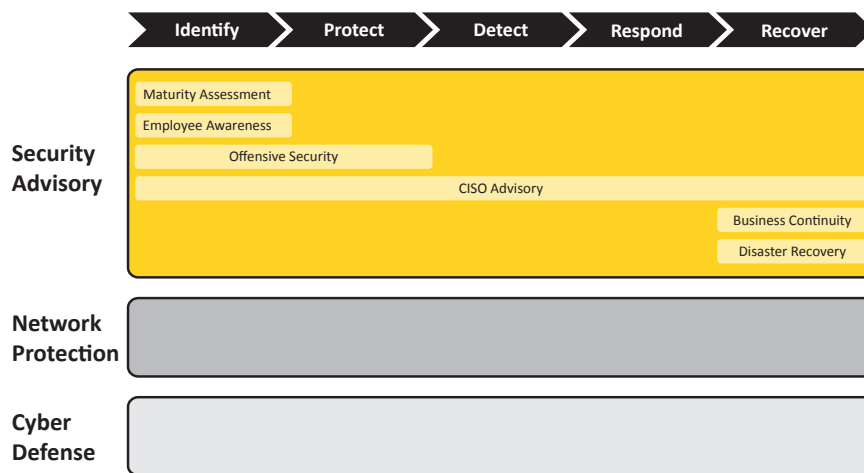 Identify
Protect
Detect
Respond
Recover
Security
Advisory
Maturity Assessment
Employee Awareness
Offensive Security
CISO Advisory
Business Continuity
Disaster Recovery
Network
Protection
Cyber
Defense